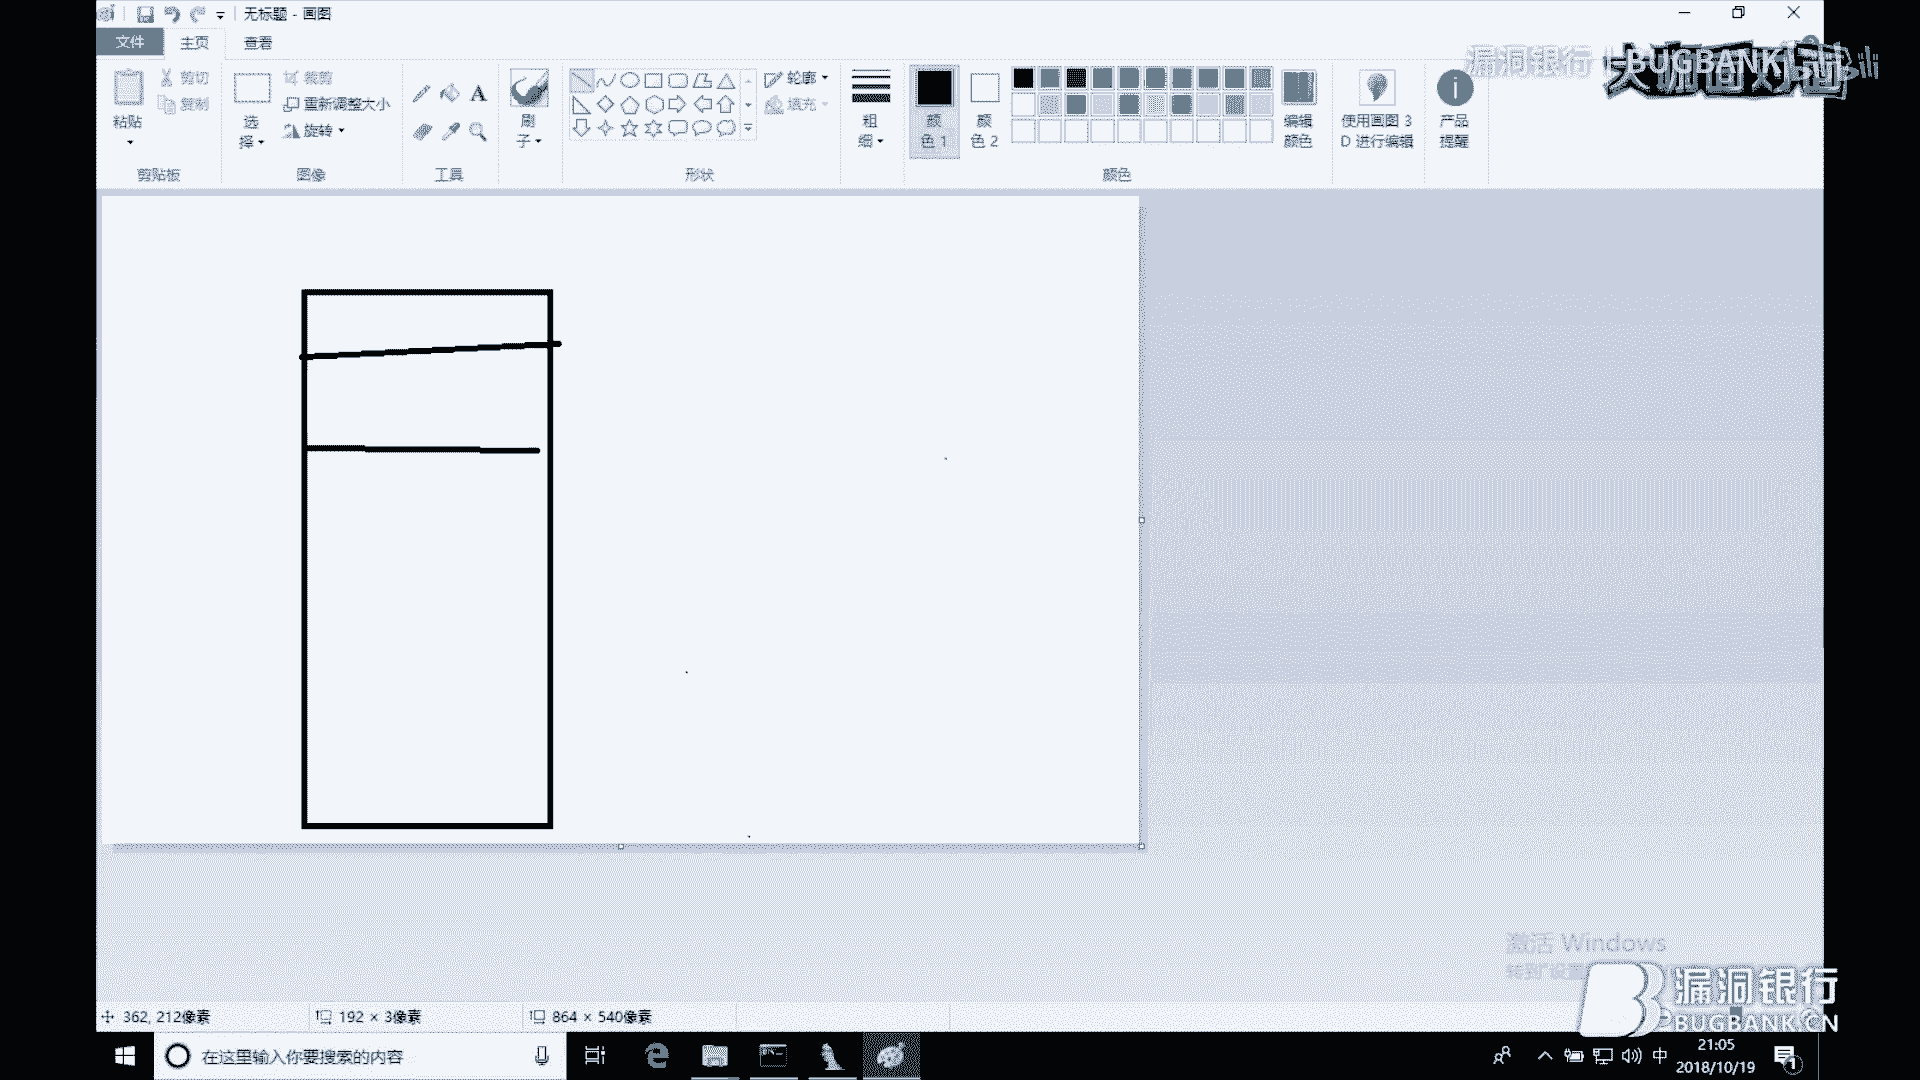 无标题 - 画图
文件 主页 查看
粘贴
剪切
复制
剪贴板
选
择
裁剪
重新调整大小
旋转
图像
A
工具
刷
子
形状
轮廓
填充
粗
细
颜
色 1
颜
色 2
编辑
颜色
颜色
使用画图 3
D 进行编辑
i
产品
提醒
漏洞银行
BUGBANK
大咖面对面
激活 Windows
漏洞银行
BUGBANK.CN
362, 212像素
192 × 3像素
864 × 540像素
在这里输入你要搜索的内容
中
21:05
2018/10/19
1